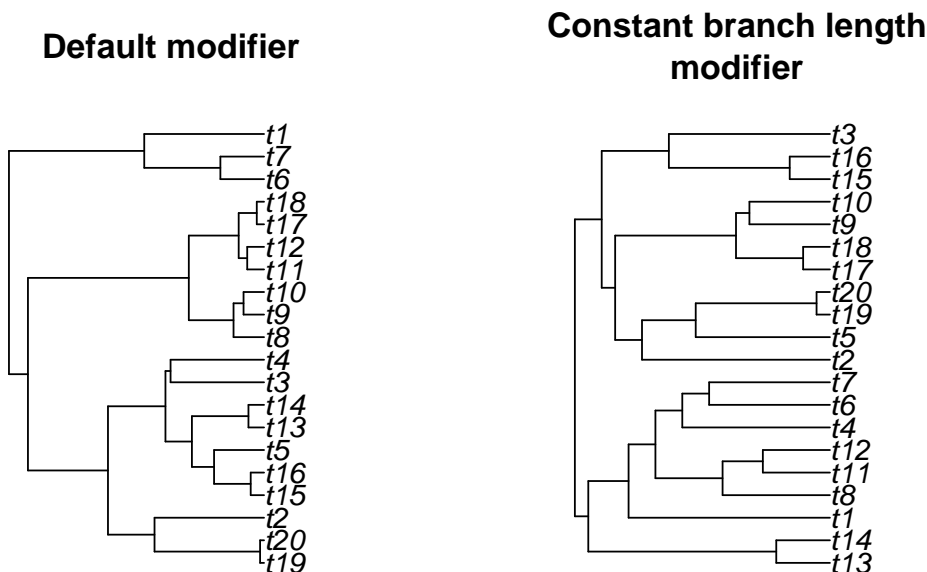 Default modifier
t1
t7
t6
t18
t17
t12
t11
t10
t9
t8
t4
t3
t14
t13
t5
t16
t15
t2
t20
t19
Constant branch length
modifier
t3
t16
t15
t10
t9
t18
t17
t20
t19
t5
t2
t7
t6
t4
t12
t11
t8
t1
t14
t13